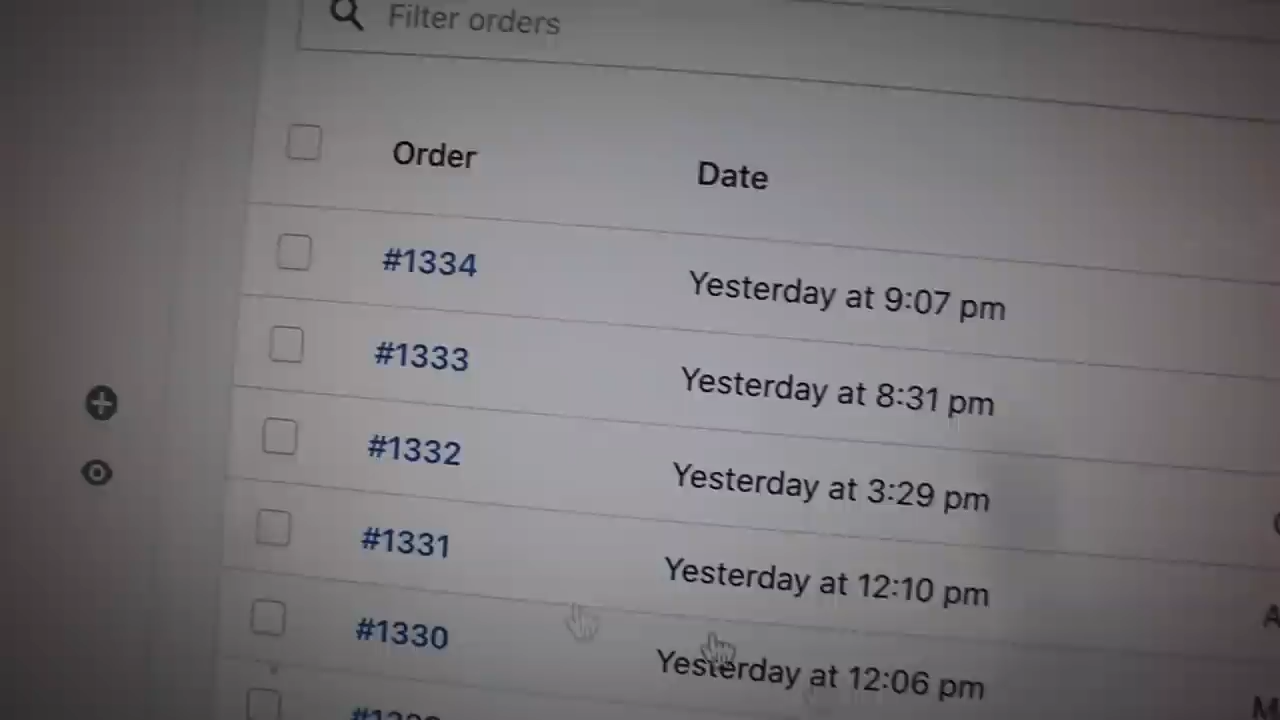 Filter orders
Order Date
#1334 Yesterday at 9:07 pm
#1333 Yesterday at 8:31 pm
#1332 Yesterday at 3:29 pm
#1331 Yesterday at 12:10 pm
#1330 Yesterday at 12:06 pm